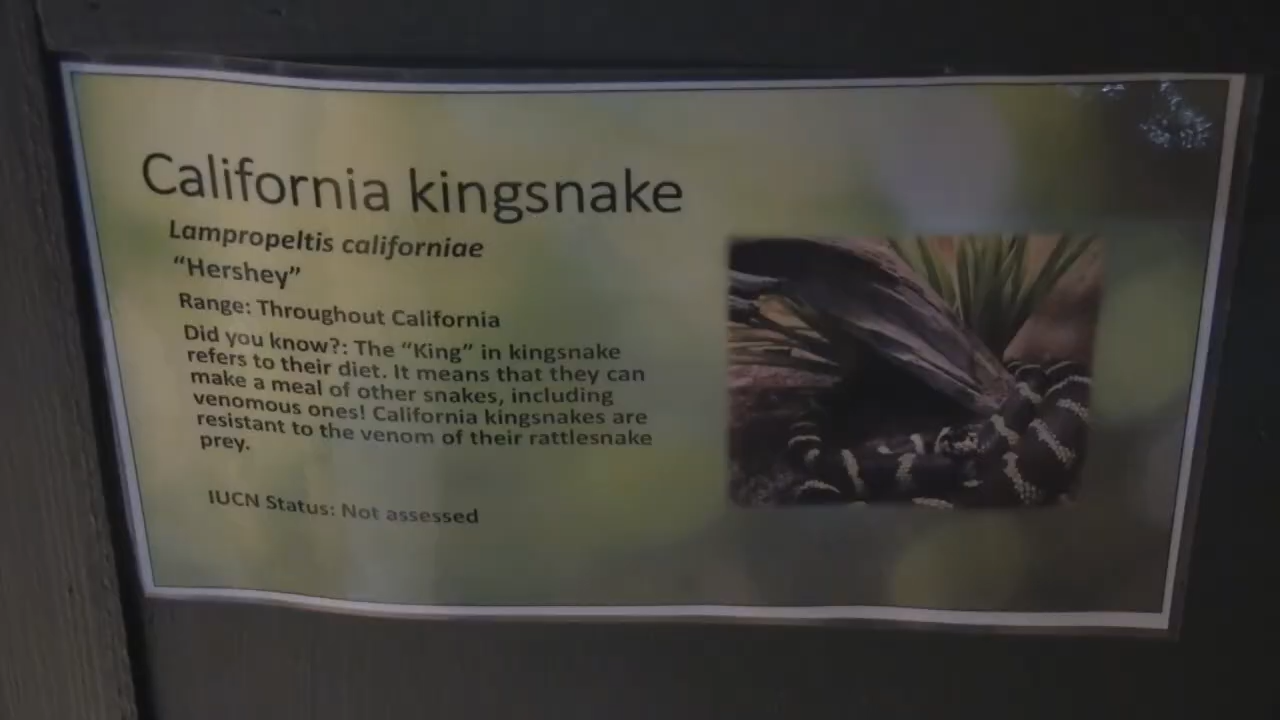 California kingsnake
Lampropeltis californiae
“Hershey”
Range: Throughout California
Did you know?: The “King” in kingsnake
refers to their diet. It means that they can
make a meal of other snakes, including
venomous ones! California kingsnakes are
resistant to the venom of their rattlesnake
prey.
IUCN Status: Not assessed